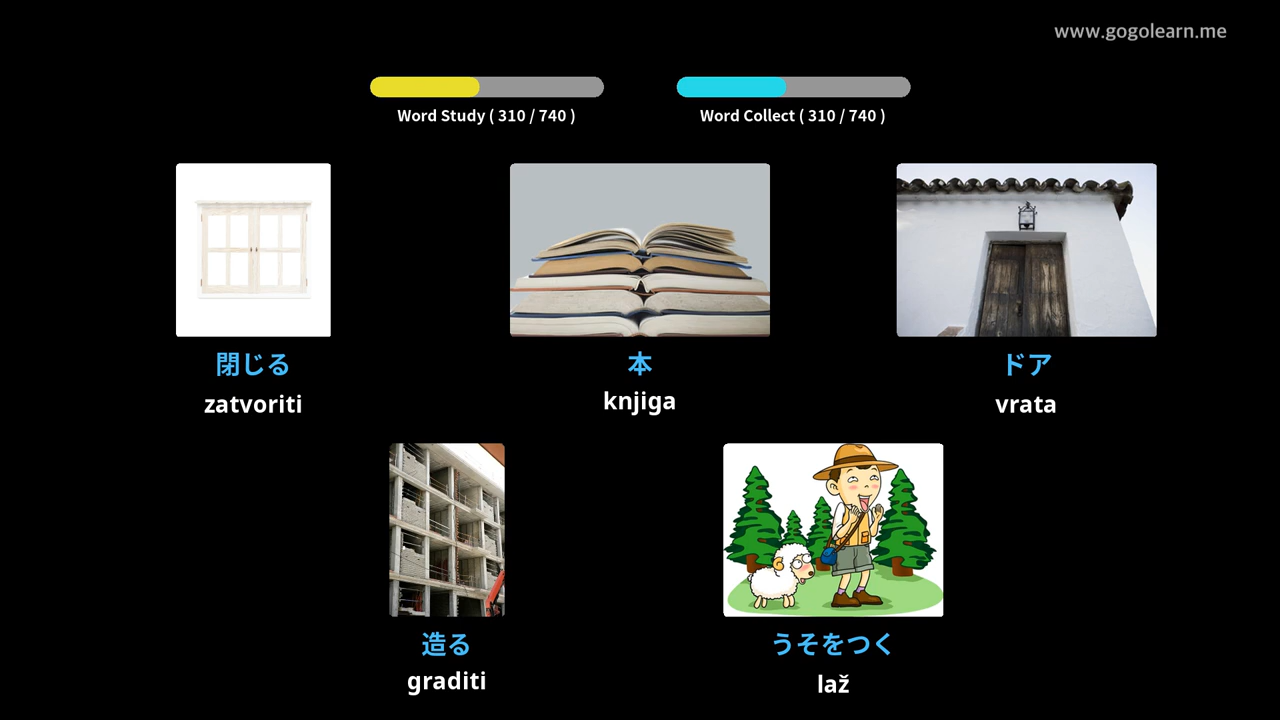 www.gogolearn.me
Word Study ( 310 / 740 )
Word Collect ( 310 / 740 )
閉じる
zatvoriti
本
knjiga
ドア
vrata
造る
graditi
うそをつく
laž